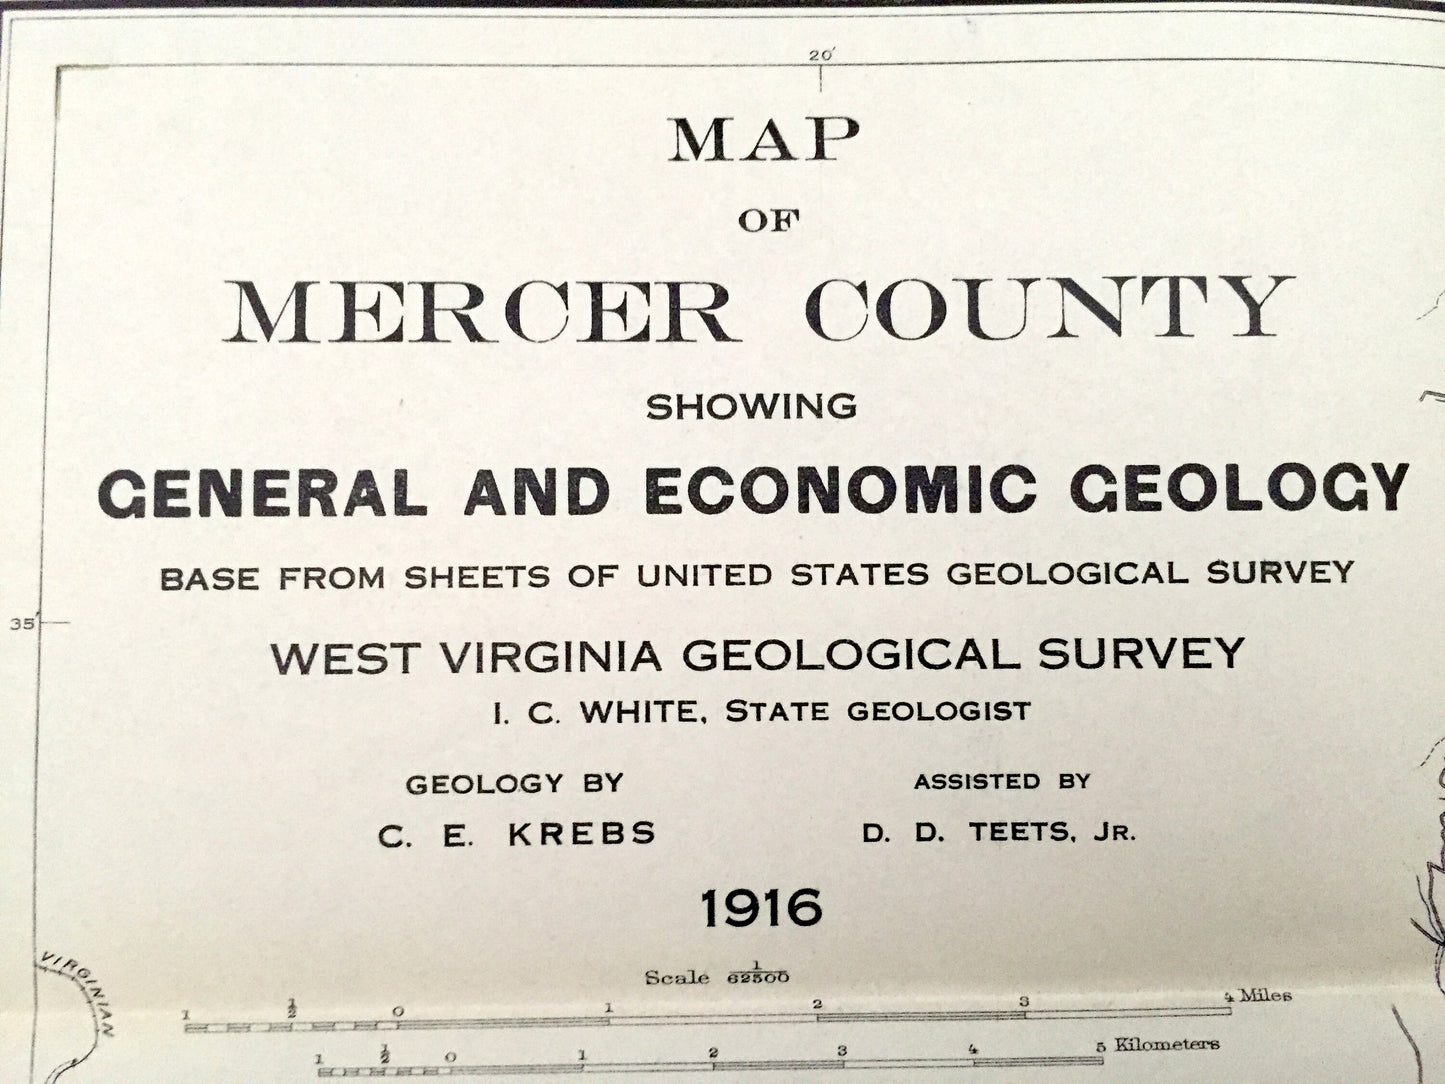 20'
MAP
OF
MERCER COUNTY
SHOWING
GENERAL AND ECONOMIC GEOLOGY
BASE FROM SHEETS OF UNITED STATES GEOLOGICAL SURVEY
35'
WEST VIRGINIA GEOLOGICAL SURVEY
I. C. WHITE, STATE GEOLOGIST
GEOLOGY BY ASSISTED BY
C. E. KREBS D. D. TEETS, JR.
1916
VIRGINIAN
Scale 1/62500
1 ½ 0 1 2 3 4 Miles
1 ½ 0 1 2 3 4 5 Kilometers